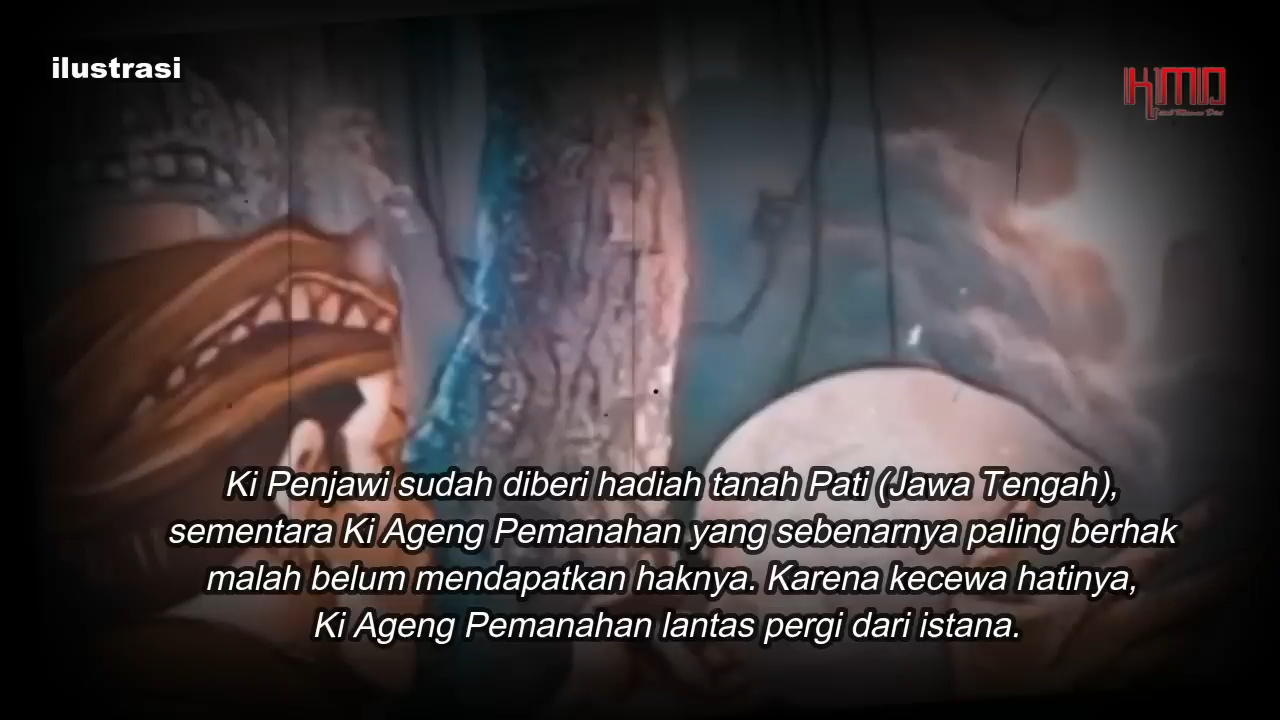 ilustrasi
KIMID
Ki Penjawi sudah diberi hadiah tanah Pati (Jawa Tengah),
sementara Ki Ageng Pemanahan yang sebenarnya paling berhak
malah belum mendapatkan haknya. Karena kecewa hatinya,
Ki Ageng Pemanahan lantas pergi dari istana.